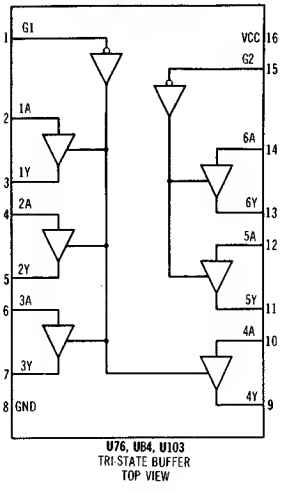 1 G1 VCC 16
G2 15
2 1A
6A 14
3 1Y
6Y 13
4 2A
5A 12
5 2Y
5Y 11
6 3A
4A 10
7 3Y
4Y 9
8 GND
U76, U84, U103
TRI-STATE BUFFER
TOP VIEW